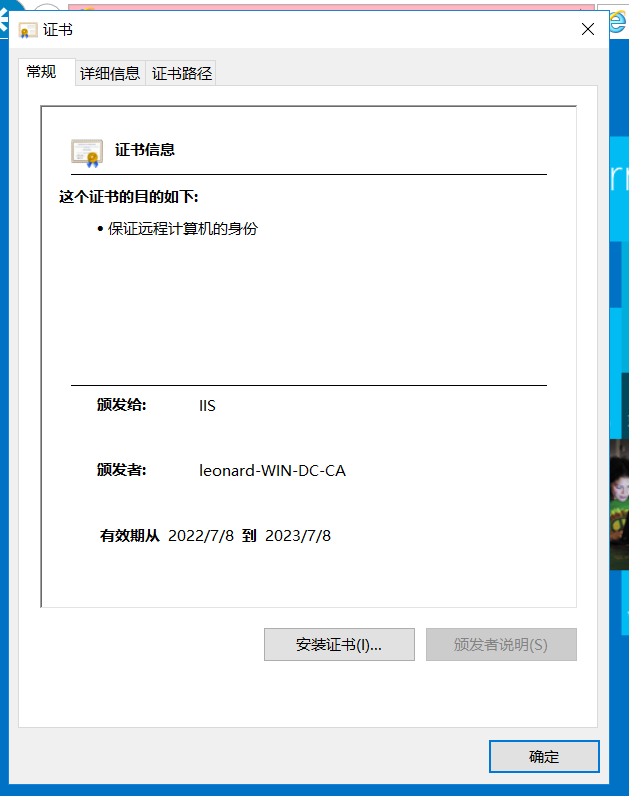 证书
常规 详细信息 证书路径
证书信息
这个证书的目的如下:
• 保证远程计算机的身份
颁发给: IIS
颁发者: leonard-WIN-DC-CA
有效期从 2022/7/8 到 2023/7/8
安装证书(I)... 颁发者说明(S)
确定